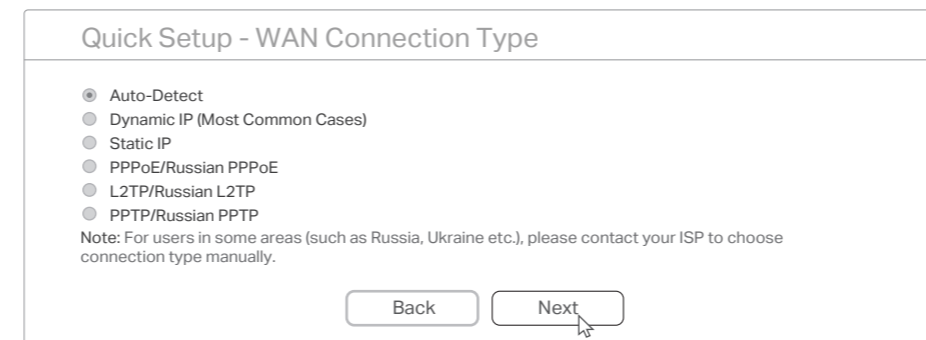 Quick Setup - WAN Connection Type
Auto-Detect
Dynamic IP (Most Common Cases)
Static IP
PPPoE/Russian PPPoE
L2TP/Russian L2TP
PPTP/Russian PPTP
Note: For users in some areas (such as Russia, Ukraine etc.), please contact your ISP to choose
connection type manually.
Back Next